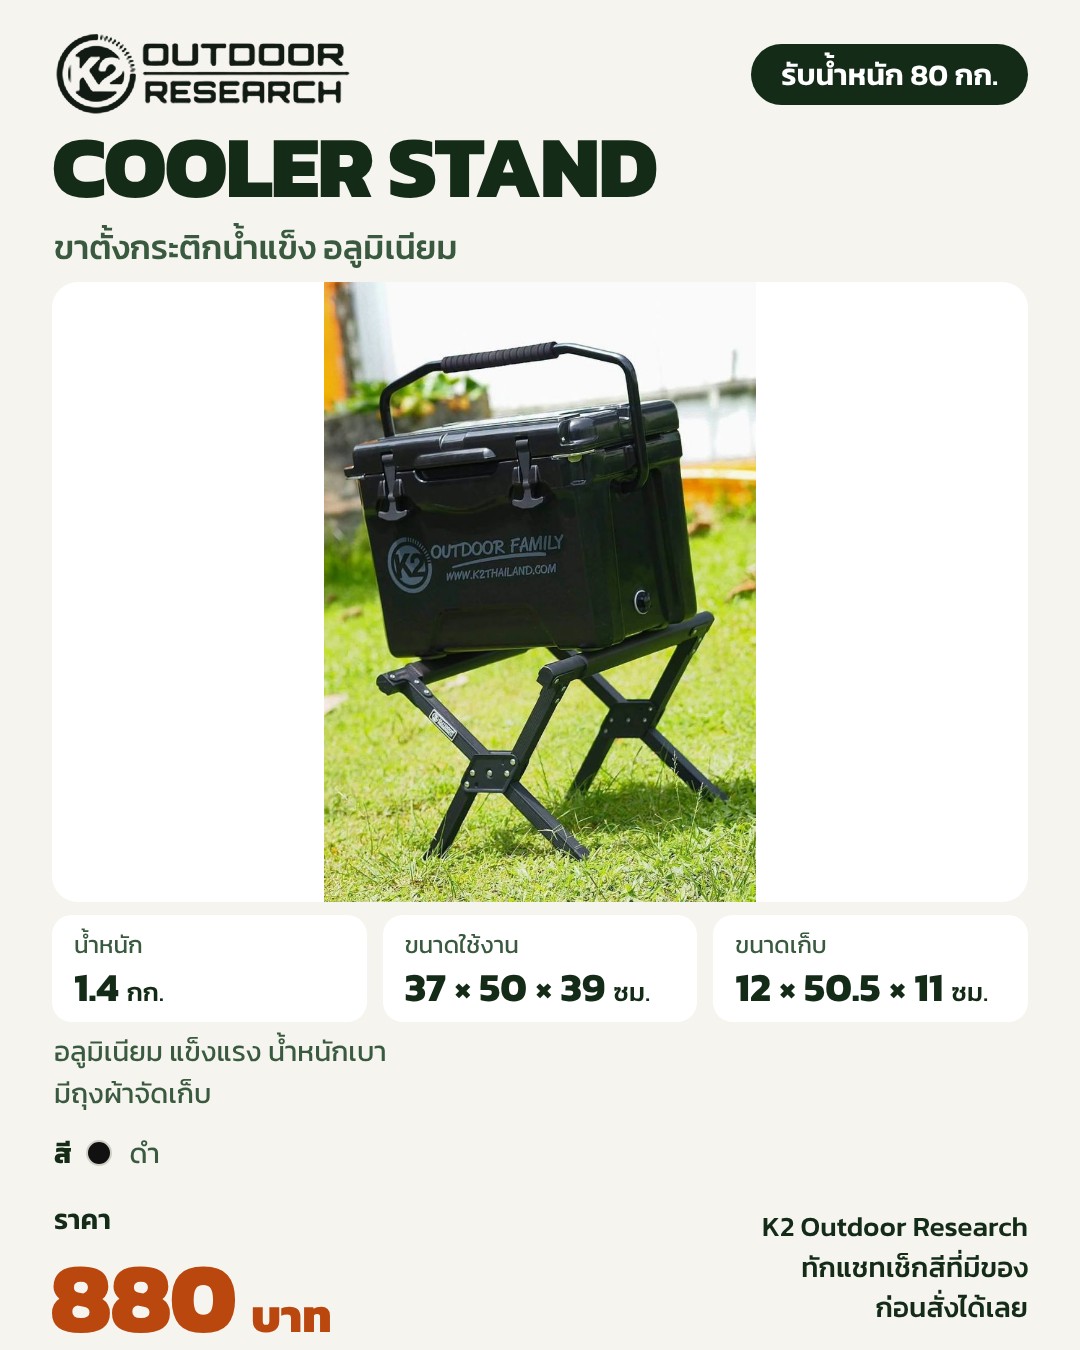 K2 OUTDOOR
RESEARCH
รับน้ำหนัก 80 กก.
COOLER STAND
ขาตั้งกระติกน้ำแข็ง อลูมิเนียม
K2 OUTDOOR FAMILY
WWW.K2THAILAND.COM
น้ำหนัก
1.4 กก.
ขนาดใช้งาน
37 × 50 × 39 ซม.
ขนาดเก็บ
12 × 50.5 × 11 ซม.
อลูมิเนียม แข็งแรง น้ำหนักเบา
มีถุงผ้าจัดเก็บ
สี ดำ
ราคา
880 บาท
K2 Outdoor Research
ทักแชทเช็กสีที่มีของ
ก่อนสั่งได้เลย